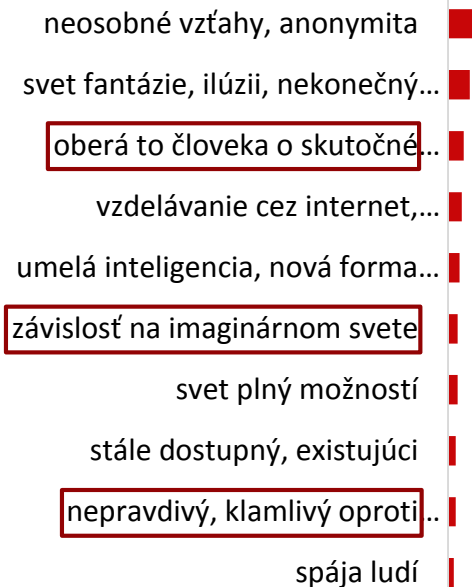 neosobné vzťahy, anonymita
svet fantázie, ilúzii, nekonečný…
oberá to človeka o skutočné…
vzdelávanie cez internet,…
umelá inteligencia, nová forma…
závislosť na imaginárnom svete
svet plný možností
stále dostupný, existujúci
nepravdivý, klamlivý oproti…
spája ludí